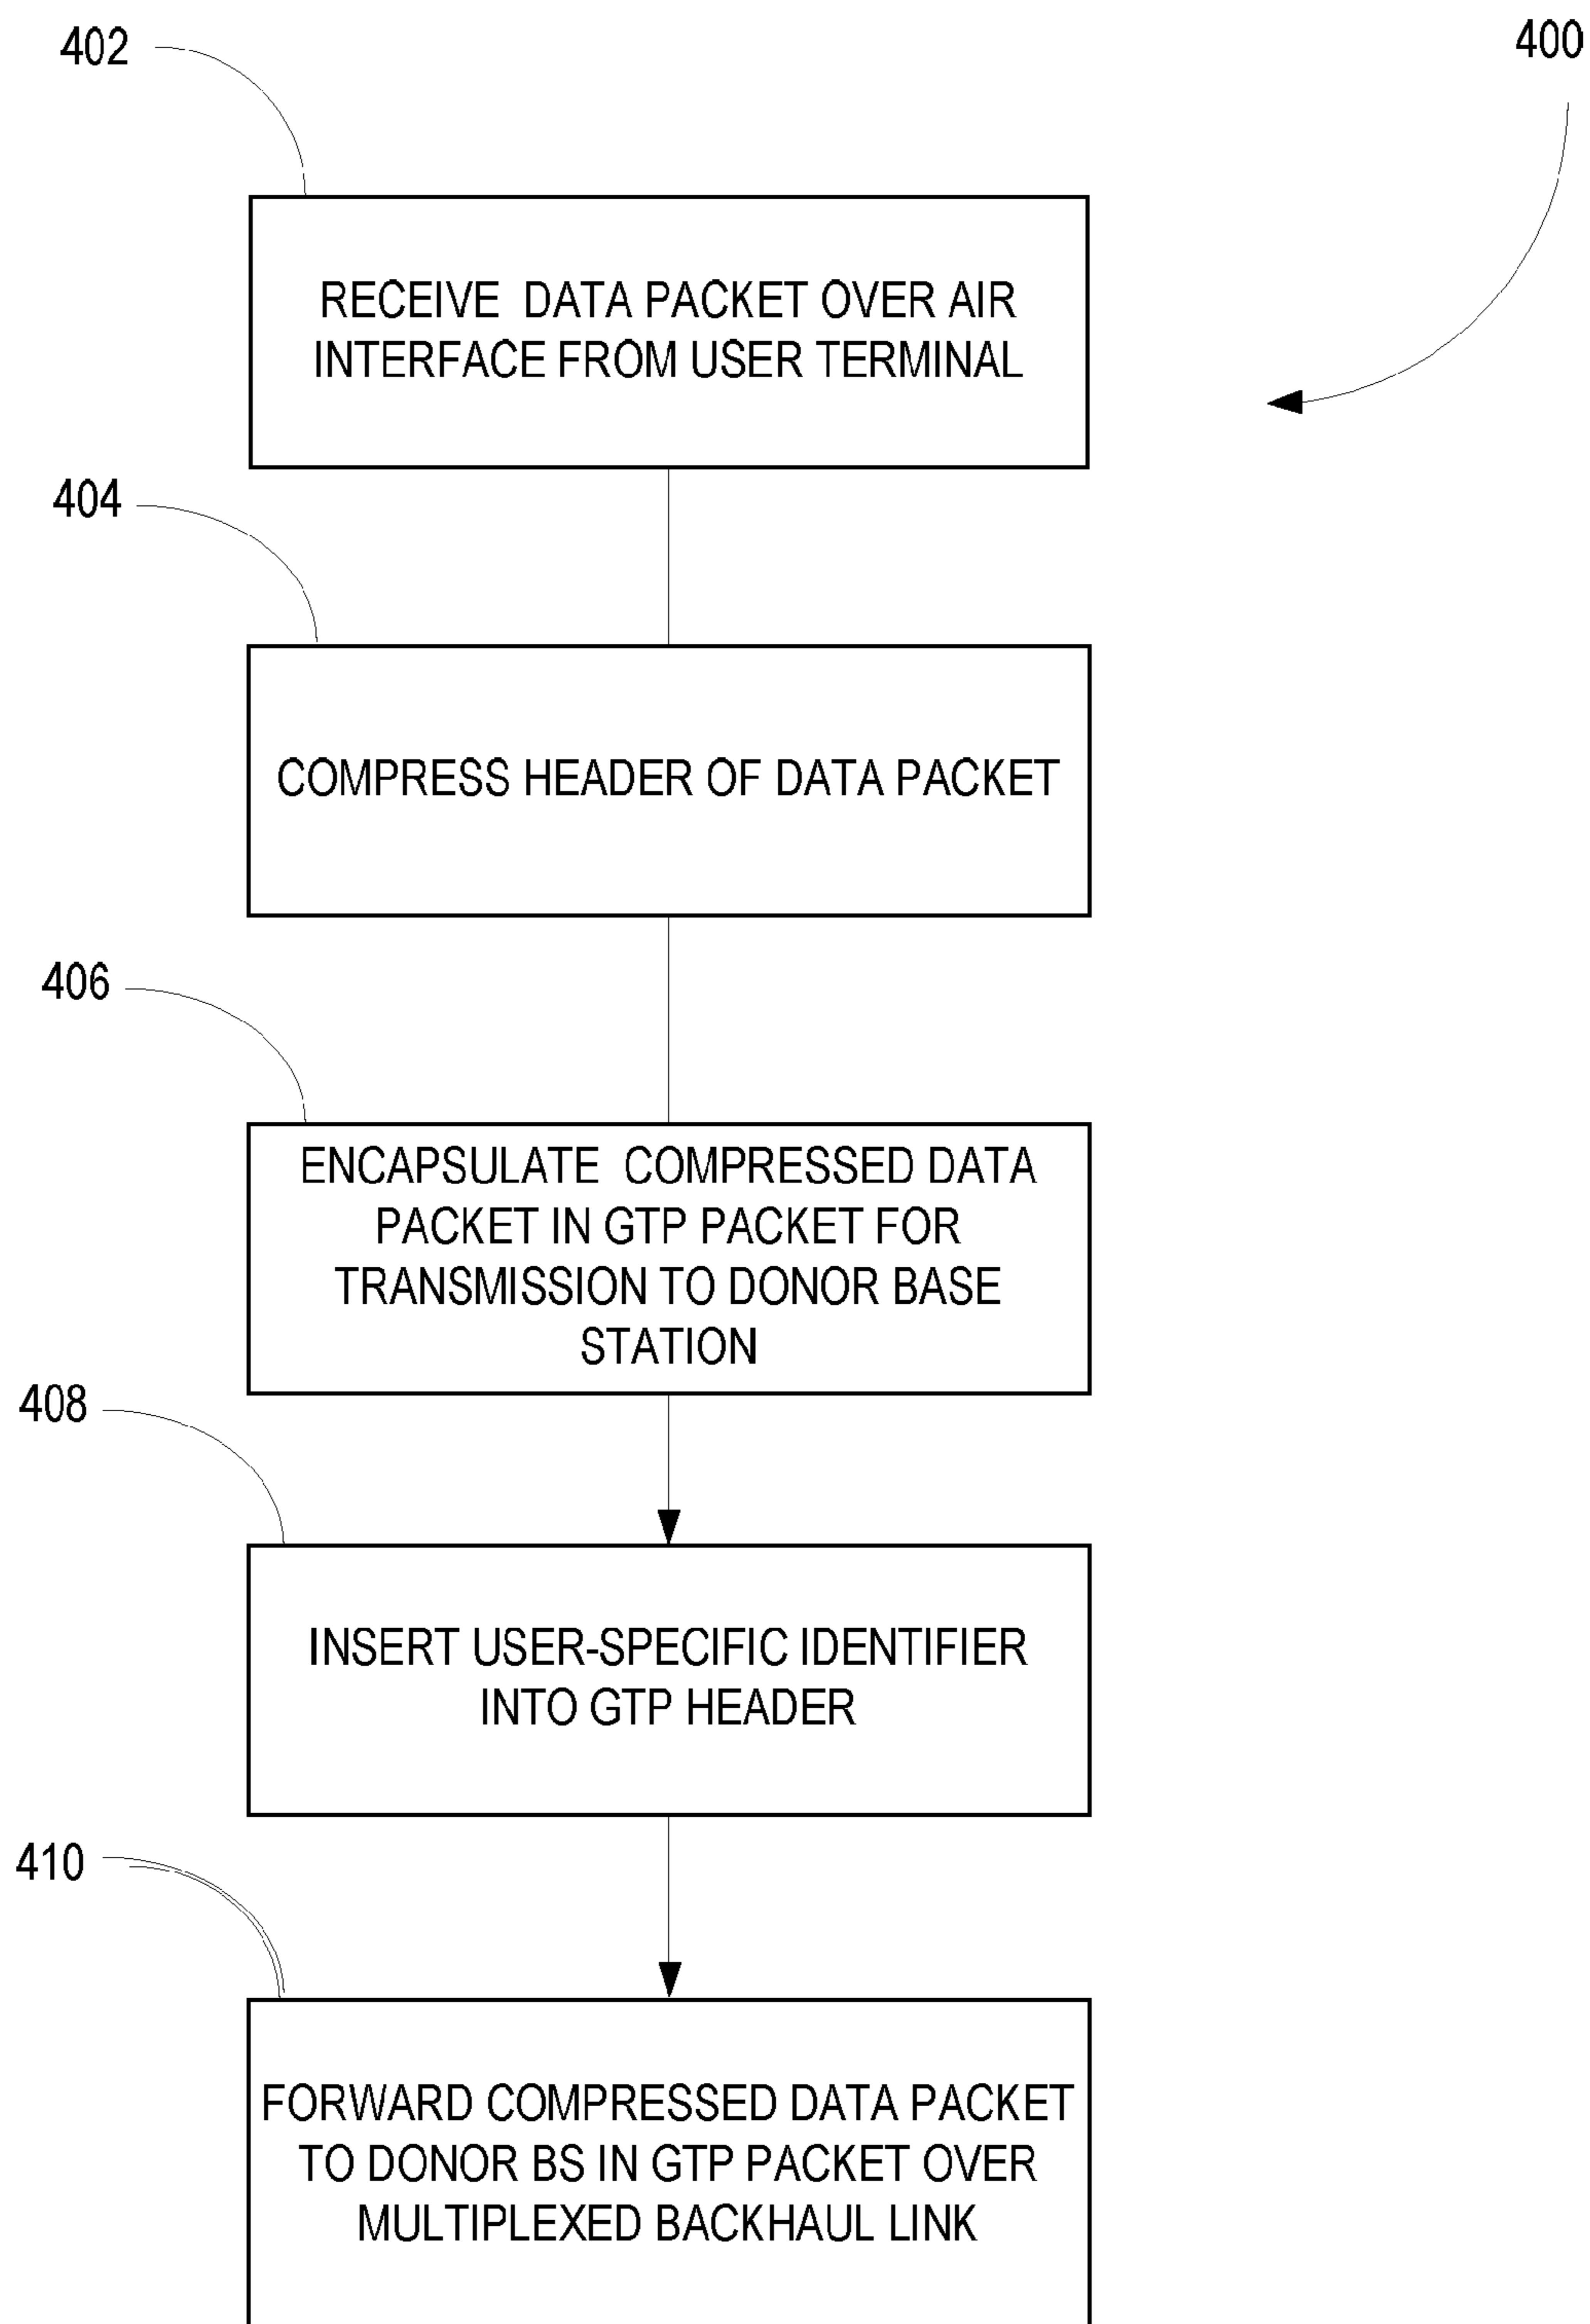 402
400
RECEIVE DATA PACKET OVER AIR
INTERFACE FROM USER TERMINAL
404
COMPRESS HEADER OF DATA PACKET
406
ENCAPSULATE COMPRESSED DATA
PACKET IN GTP PACKET FOR
TRANSMISSION TO DONOR BASE
STATION
408
INSERT USER-SPECIFIC IDENTIFIER
INTO GTP HEADER
410
FORWARD COMPRESSED DATA PACKET
TO DONOR BS IN GTP PACKET OVER
MULTIPLEXED BACKHAUL LINK